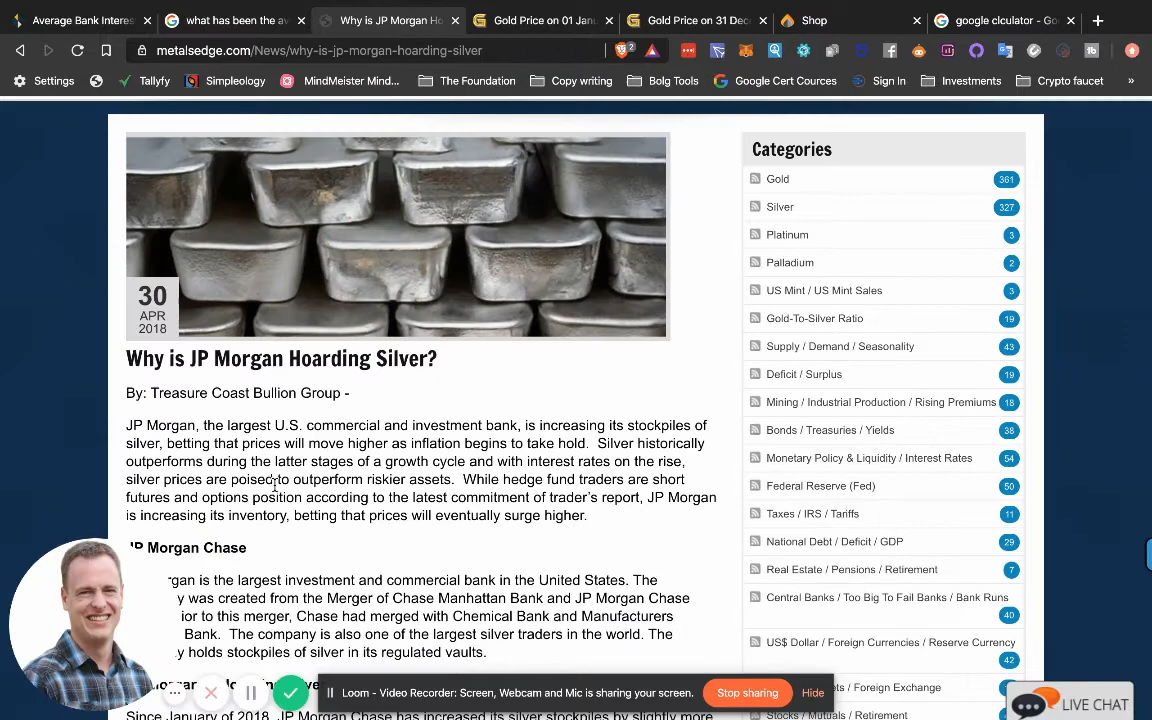 Average Bank Interes
what has been the av
Why is JP Morgan Ho
Gold Price on 01 Janu
Gold Price on 31 Dec
Shop
google clculator - Go
metalsedge.com/News/why-is-jp-morgan-hoarding-silver
2
Settings
Tallyfy
Simpleology
MindMeister Mind...
The Foundation
Copy writing
Bolg Tools
Google Cert Cources
Sign In
Investments
Crypto faucet
»
30
APR
2018
Why is JP Morgan Hoarding Silver?
By: Treasure Coast Bullion Group -
JP Morgan, the largest U.S. commercial and investment bank, is increasing its stockpiles of
silver, betting that prices will move higher as inflation begins to take hold. Silver historically
outperforms during the latter stages of a growth cycle and with interest rates on the rise,
silver prices are poised to outperform riskier assets. While hedge fund traders are short
futures and options position according to the latest commitment of trader's report, JP Morgan
is increasing its inventory, betting that prices will eventually surge higher.
JP Morgan Chase
rgan is the largest investment and commercial bank in the United States. The
y was created from the Merger of Chase Manhattan Bank and JP Morgan Chase
ior to this merger, Chase had merged with Chemical Bank and Manufacturers
Bank. The company is also one of the largest silver traders in the world. The
y holds stockpiles of silver in its regulated vaults.
Since January of 2018, JP Morgan Chase has increased its silver stockpiles by slightly more
Categories
Gold 361
Silver 327
Platinum 3
Palladium 2
US Mint / US Mint Sales 3
Gold-To-Silver Ratio 19
Supply / Demand / Seasonality 43
Deficit / Surplus 19
Mining / Industrial Production / Rising Premiums 18
Bonds / Treasuries / Yields 38
Monetary Policy & Liquidity / Interest Rates 54
Federal Reserve (Fed) 50
Taxes / IRS / Tariffs 11
National Debt / Deficit / GDP 29
Real Estate / Pensions / Retirement 7
Central Banks / Too Big To Fail Banks / Bank Runs
40
US$ Dollar / Foreign Currencies / Reserve Currency
42
ets / Foreign Exchange
Stocks / Mutuals / Retirement
Loom - Video Recorder: Screen, Webcam and Mic is sharing your screen.
Stop sharing
Hide
LIVE CHAT